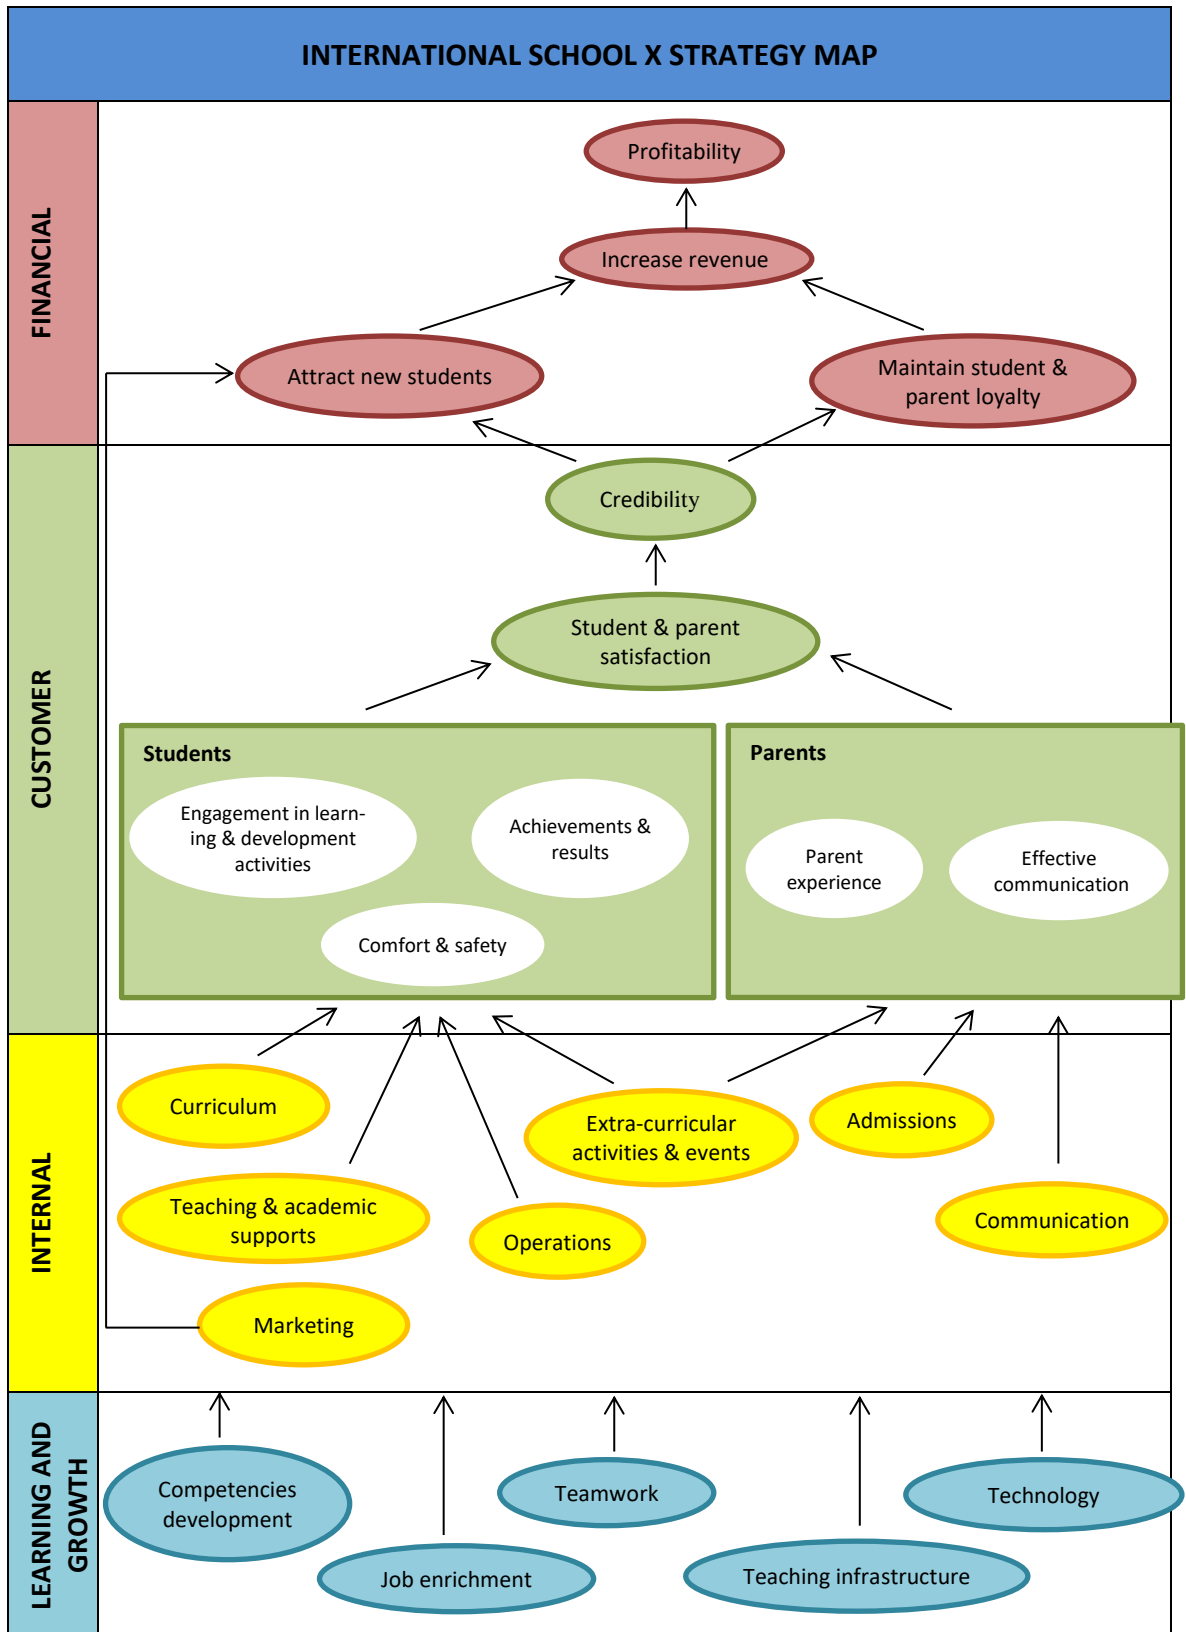 INTERNATIONAL SCHOOL X STRATEGY MAP
FINANCIAL
Profitability
Increase revenue
Attract new students
Maintain student &
parent loyalty
CUSTOMER
Credibility
Student & parent
satisfaction
Students
Engagement in learn-
ing & development
activities
Achievements &
results
Comfort & safety
Parents
Parent
experience
Effective
communication
INTERNAL
Curriculum
Extra-curricular
activities & events
Admissions
Teaching & academic
supports
Operations
Communication
Marketing
LEARNING AND
GROWTH
Competencies
development
Teamwork
Technology
Job enrichment
Teaching infrastructure